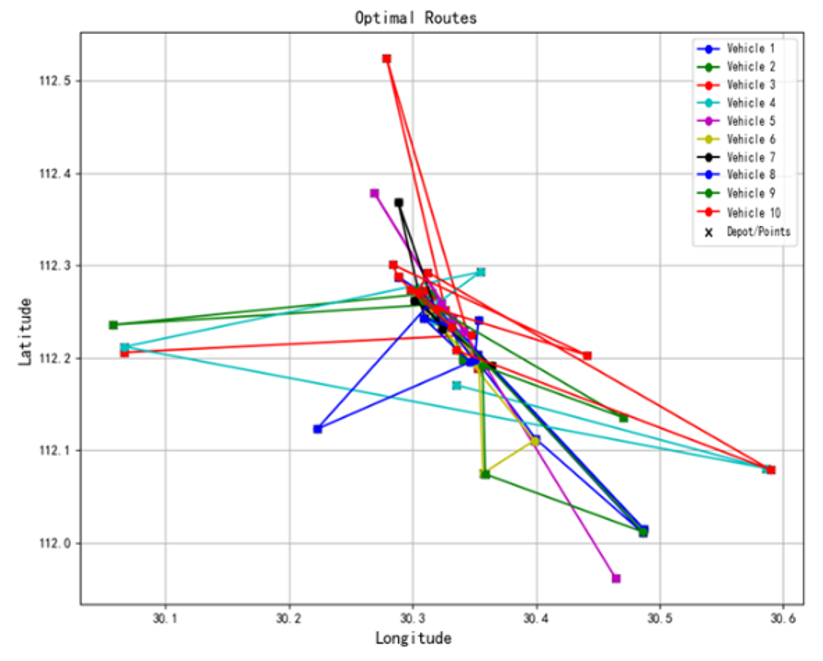 Optimal Routes
Latitude
112.5
112.4
112.3
112.2
112.1
112.0
Vehicle 1
Vehicle 2
Vehicle 3
Vehicle 4
Vehicle 5
Vehicle 6
Vehicle 7
Vehicle 8
Vehicle 9
Vehicle 10
Depot/Points
30.1 30.2 30.3 30.4 30.5 30.6
Longitude